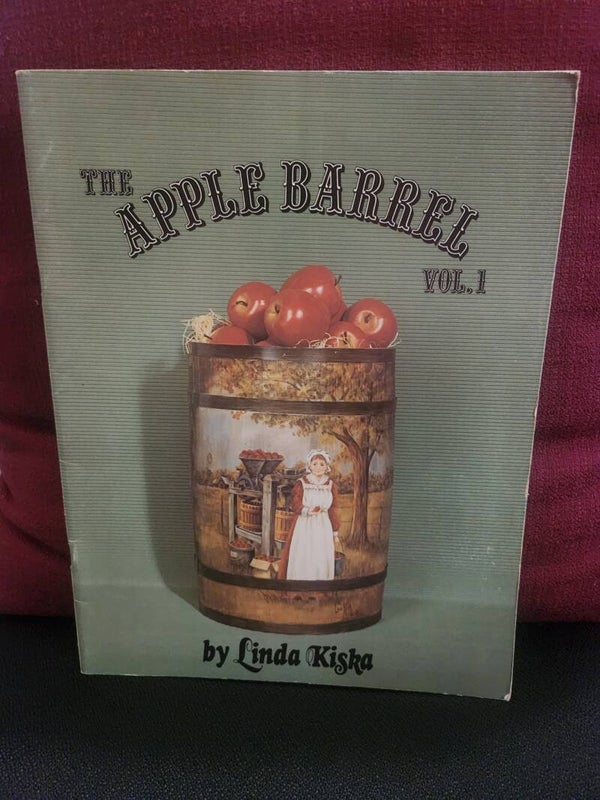 THE
APPLE BARREL
VOL. 1
by Linda Kiska